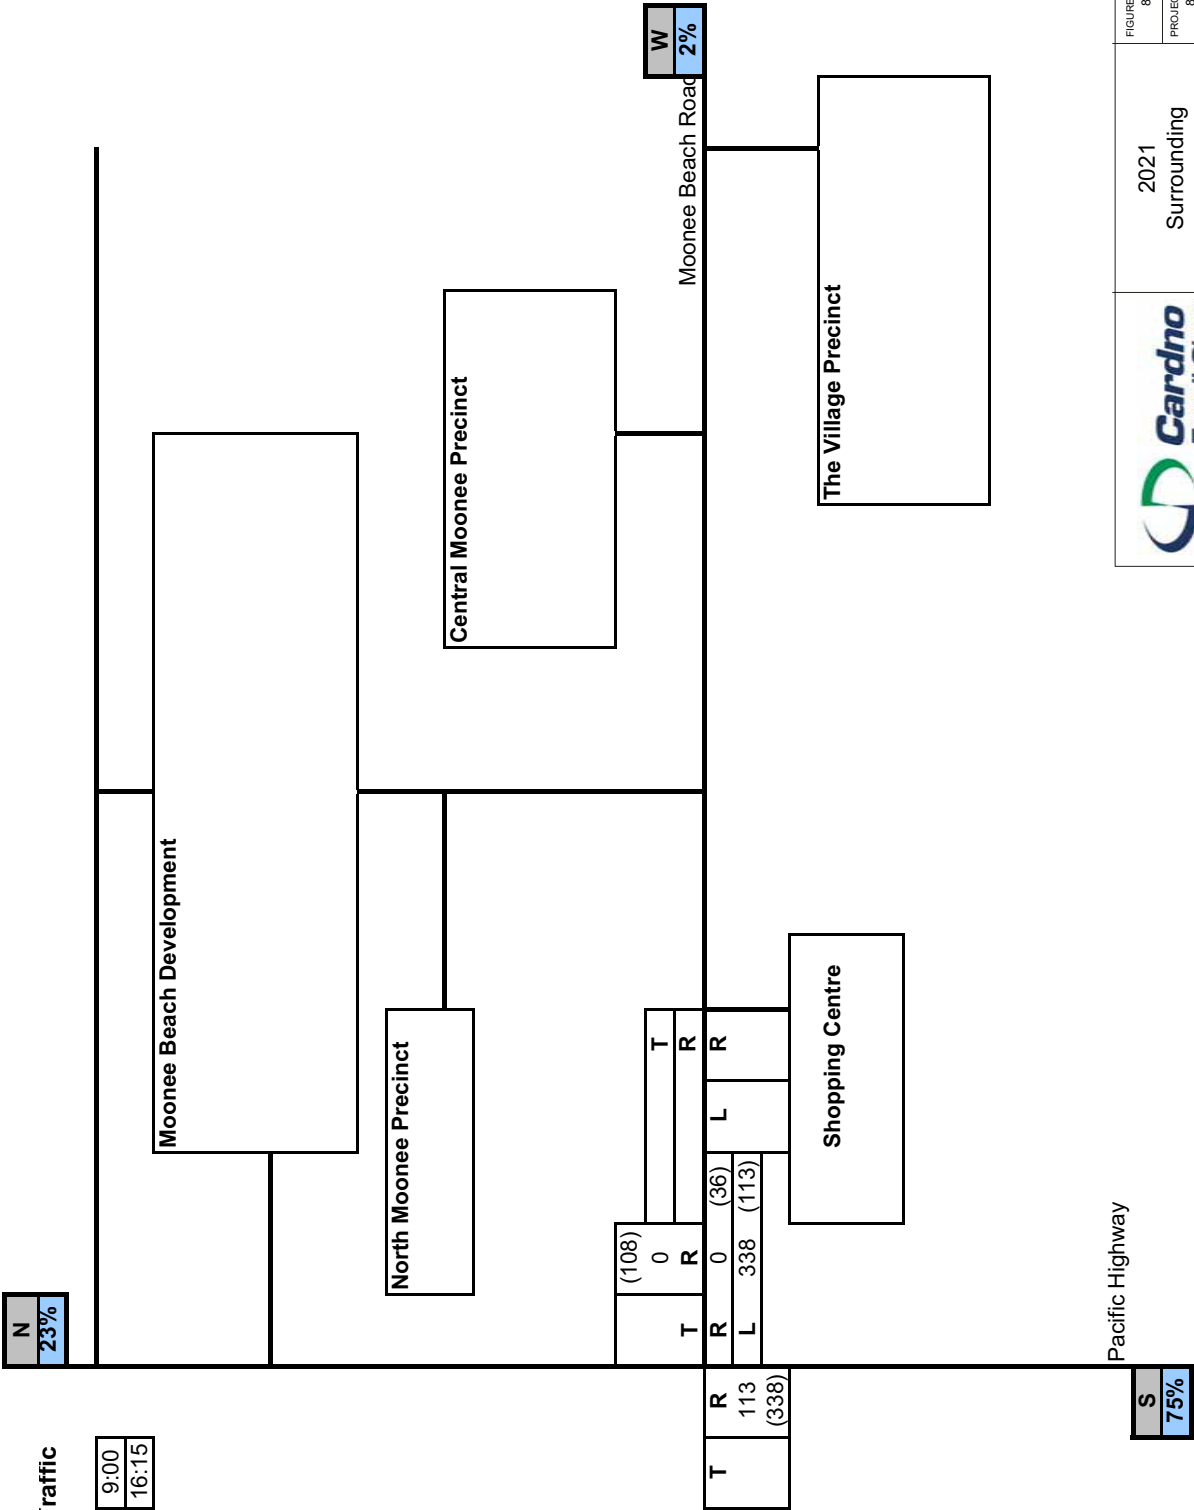 N
23%
raffic
9:00
16:15
Moonee Beach Development
North Moonee Precinct
Central Moonee Precinct
W
2%
Moonee Beach Road
(108)
0
T R
T
R
R 0 (36)
L 338 (113)
L R
T R
113
(338)
Shopping Centre
The Village Precinct
Pacific Highway
S
75%
Cardno
2021
Surrounding
FIGURE
8